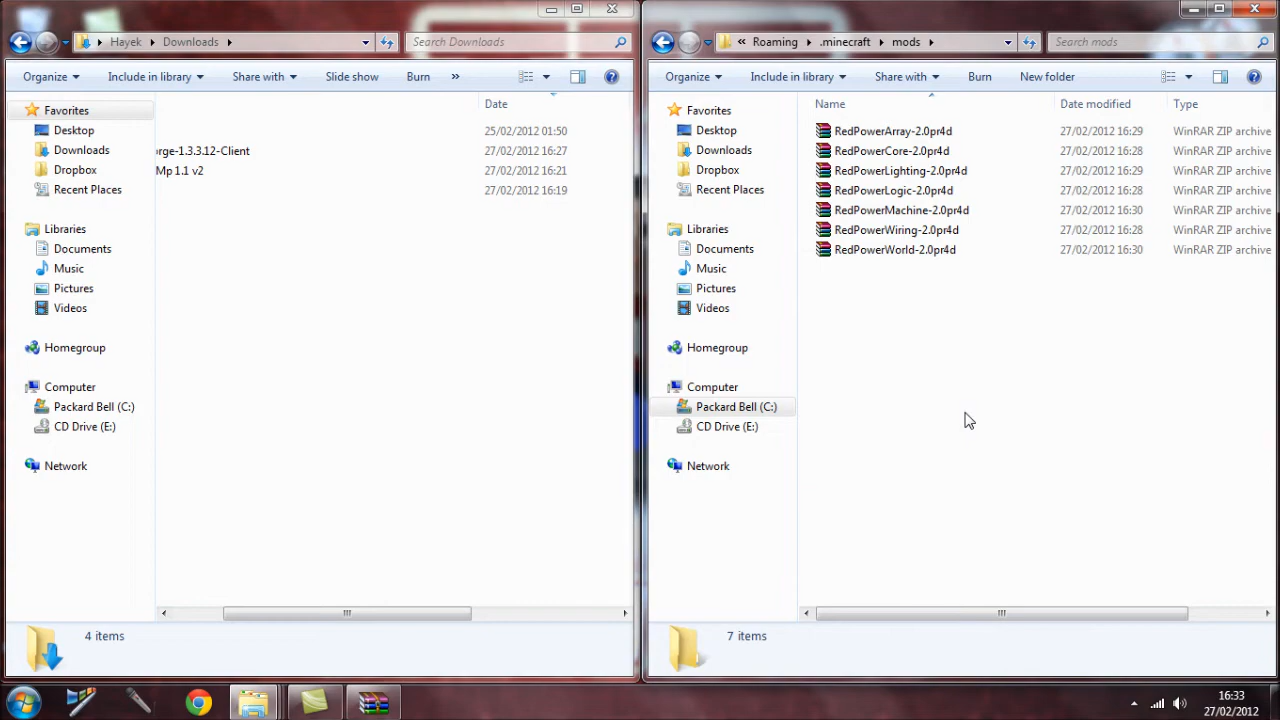 Hayek Downloads
Search Downloads
Organize Include in library Share with Slide show Burn »
Favorites
Desktop
Downloads
Dropbox
Recent Places
Libraries
Documents
Music
Pictures
Videos
Homegroup
Computer
Packard Bell (C:)
CD Drive (E:)
Network
Date
25/02/2012 01:50
rge-1.3.3.12-Client 27/02/2012 16:27
Mp 1.1 v2 27/02/2012 16:21
27/02/2012 16:19
4 items
« Roaming .minecraft mods
Search mods
Organize Include in library Share with Burn New folder
Favorites
Desktop
Downloads
Dropbox
Recent Places
Libraries
Documents
Music
Pictures
Videos
Homegroup
Computer
Packard Bell (C:)
CD Drive (E:)
Network
Name Date modified Type
RedPowerArray-2.0pr4d 27/02/2012 16:29 WinRAR ZIP archive
RedPowerCore-2.0pr4d 27/02/2012 16:28 WinRAR ZIP archive
RedPowerLighting-2.0pr4d 27/02/2012 16:29 WinRAR ZIP archive
RedPowerLogic-2.0pr4d 27/02/2012 16:28 WinRAR ZIP archive
RedPowerMachine-2.0pr4d 27/02/2012 16:30 WinRAR ZIP archive
RedPowerWiring-2.0pr4d 27/02/2012 16:28 WinRAR ZIP archive
RedPowerWorld-2.0pr4d 27/02/2012 16:30 WinRAR ZIP archive
7 items
16:33
27/02/2012